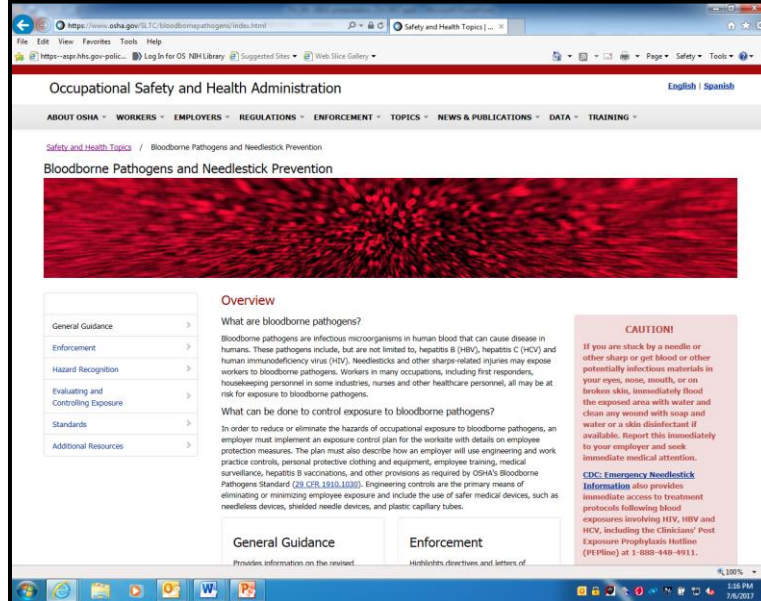 https://www.osha.gov/SLTC/bloodbornepathogens/index.html
Safety and Health Topics | ...
File Edit View Favorites Tools Help
https--aspr.hhs.gov-polic... Log In for OS NIH Library Suggested Sites Web Slice Gallery Page Safety Tools
Occupational Safety and Health Administration
English | Spanish
ABOUT OSHA WORKERS EMPLOYERS REGULATIONS ENFORCEMENT TOPICS NEWS & PUBLICATIONS DATA TRAINING
Safety and Health Topics / Bloodborne Pathogens and Needlestick Prevention
Bloodborne Pathogens and Needlestick Prevention
General Guidance
Enforcement
Hazard Recognition
Evaluating and
Controlling Exposure
Standards
Additional Resources
Overview
What are bloodborne pathogens?
Bloodborne pathogens are infectious microorganisms in human blood that can cause disease in
humans. These pathogens include, but are not limited to, hepatitis B (HBV), hepatitis C (HCV) and
human immunodeficiency virus (HIV). Needlesticks and other sharps-related injuries may expose
workers to bloodborne pathogens. Workers in many occupations, including first responders,
housekeeping personnel in some industries, nurses and other healthcare personnel, all may be at
risk for exposure to bloodborne pathogens.
What can be done to control exposure to bloodborne pathogens?
In order to reduce or eliminate the hazards of occupational exposure to bloodborne pathogens, an
employer must implement an exposure control plan for the worksite with details on employee
protection measures. The plan must also describe how an employer will use engineering and work
practice controls, personal protective clothing and equipment, employee training, medical
surveillance, hepatitis B vaccinations, and other provisions as required by OSHA's Bloodborne
Pathogens Standard (29 CFR 1910.1030). Engineering controls are the primary means of
eliminating or minimizing employee exposure and include the use of safer medical devices, such as
needleless devices, shielded needle devices, and plastic capillary tubes.
General Guidance
Provides information on the revised
Enforcement
Highlights directives and letters of
CAUTION!
If you are stuck by a needle or
other sharp or get blood or other
potentially infectious materials in
your eyes, nose, mouth, or on
broken skin, immediately flood
the exposed area with water and
clean any wound with soap and
water or a skin disinfectant if
available. Report this immediately
to your employer and seek
immediate medical attention.
CDC: Emergency Needlestick
Information also provides
immediate access to treatment
protocols following blood
exposures involving HIV, HBV and
HCV, including the Clinicians' Post
Exposure Prophylaxis Hotline
(PEPline) at 1-888-448-4911.
100%
1:16 PM
7/6/2017